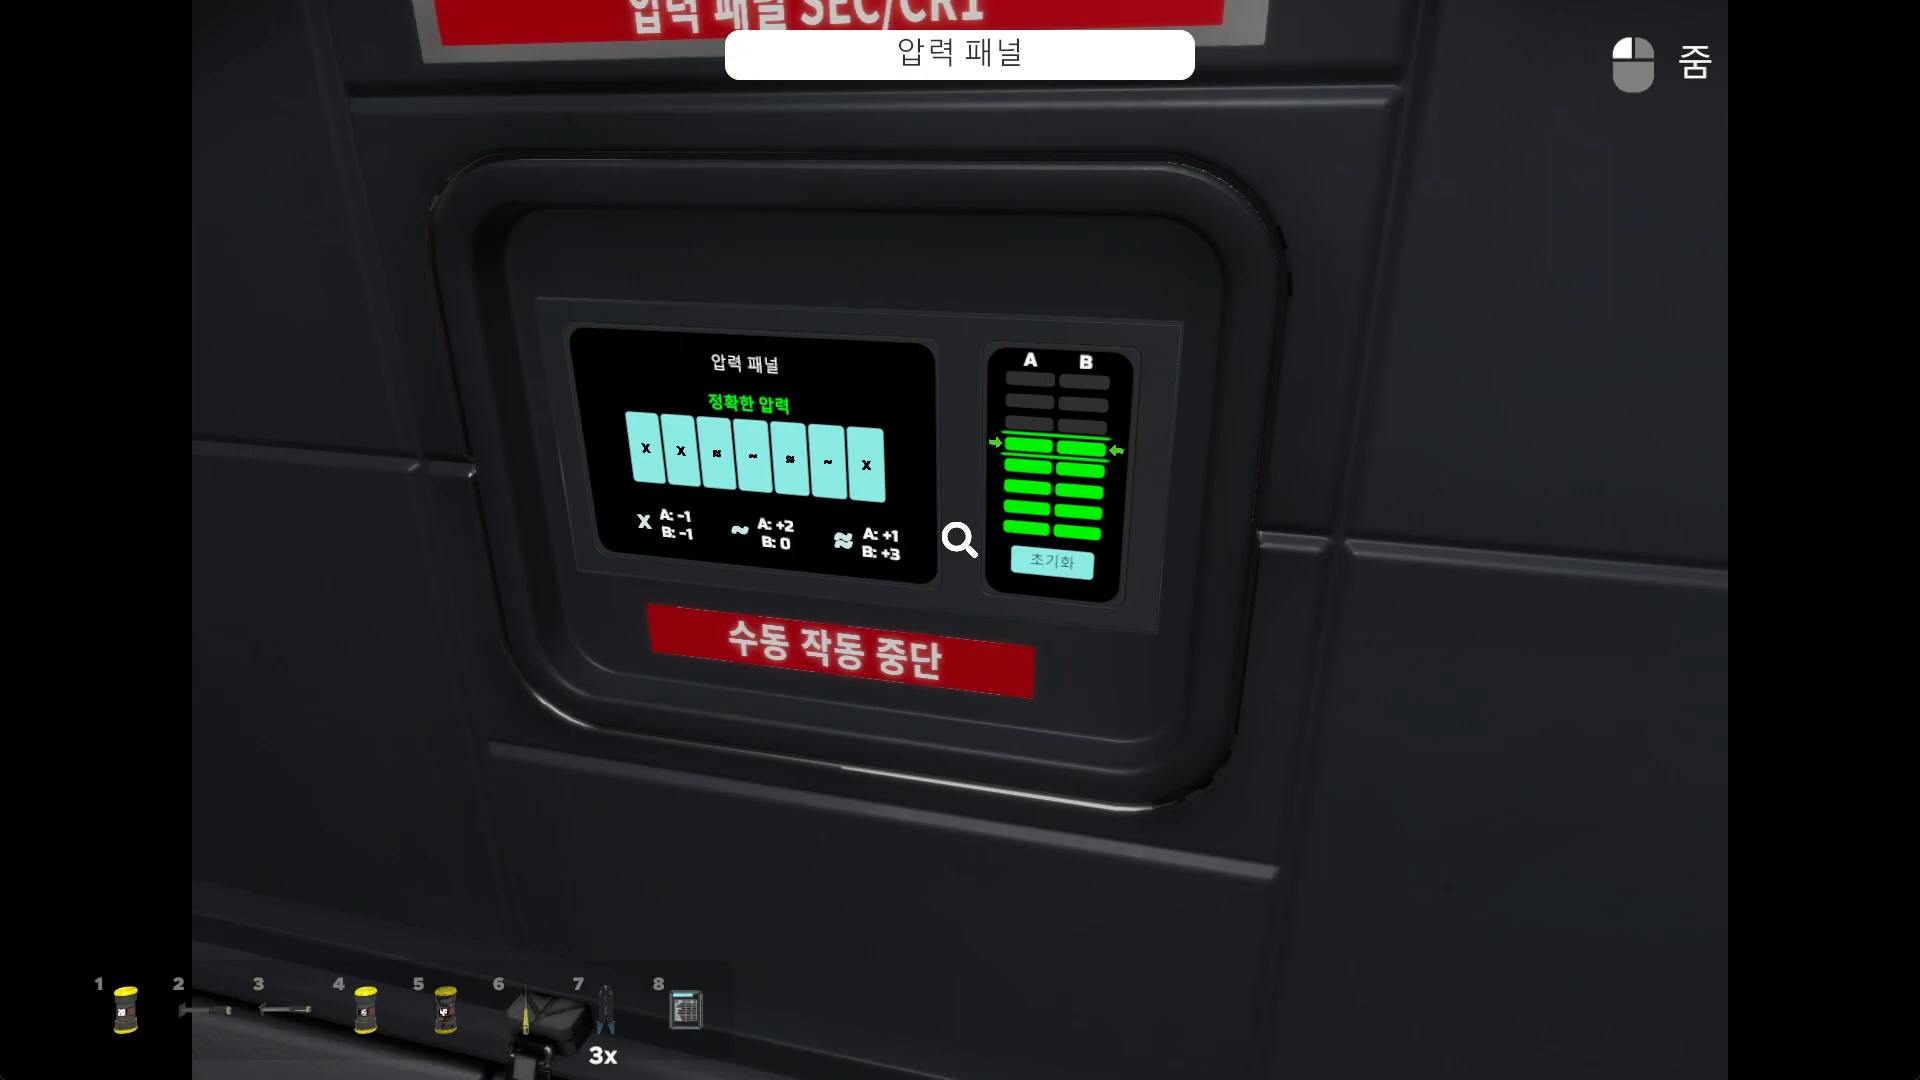 압력 패널 SEC/CR1
압력 패널
줌
압력 패널
정확한 압력
X X ≈ ~ ≈ ~ X
X A: -1 B: -1
~ A: +2 B: 0
≈ A: +1 B: +3
A B
초기화
수동 작동 중단
1 2 3 4 5 6 7 8
20
3x